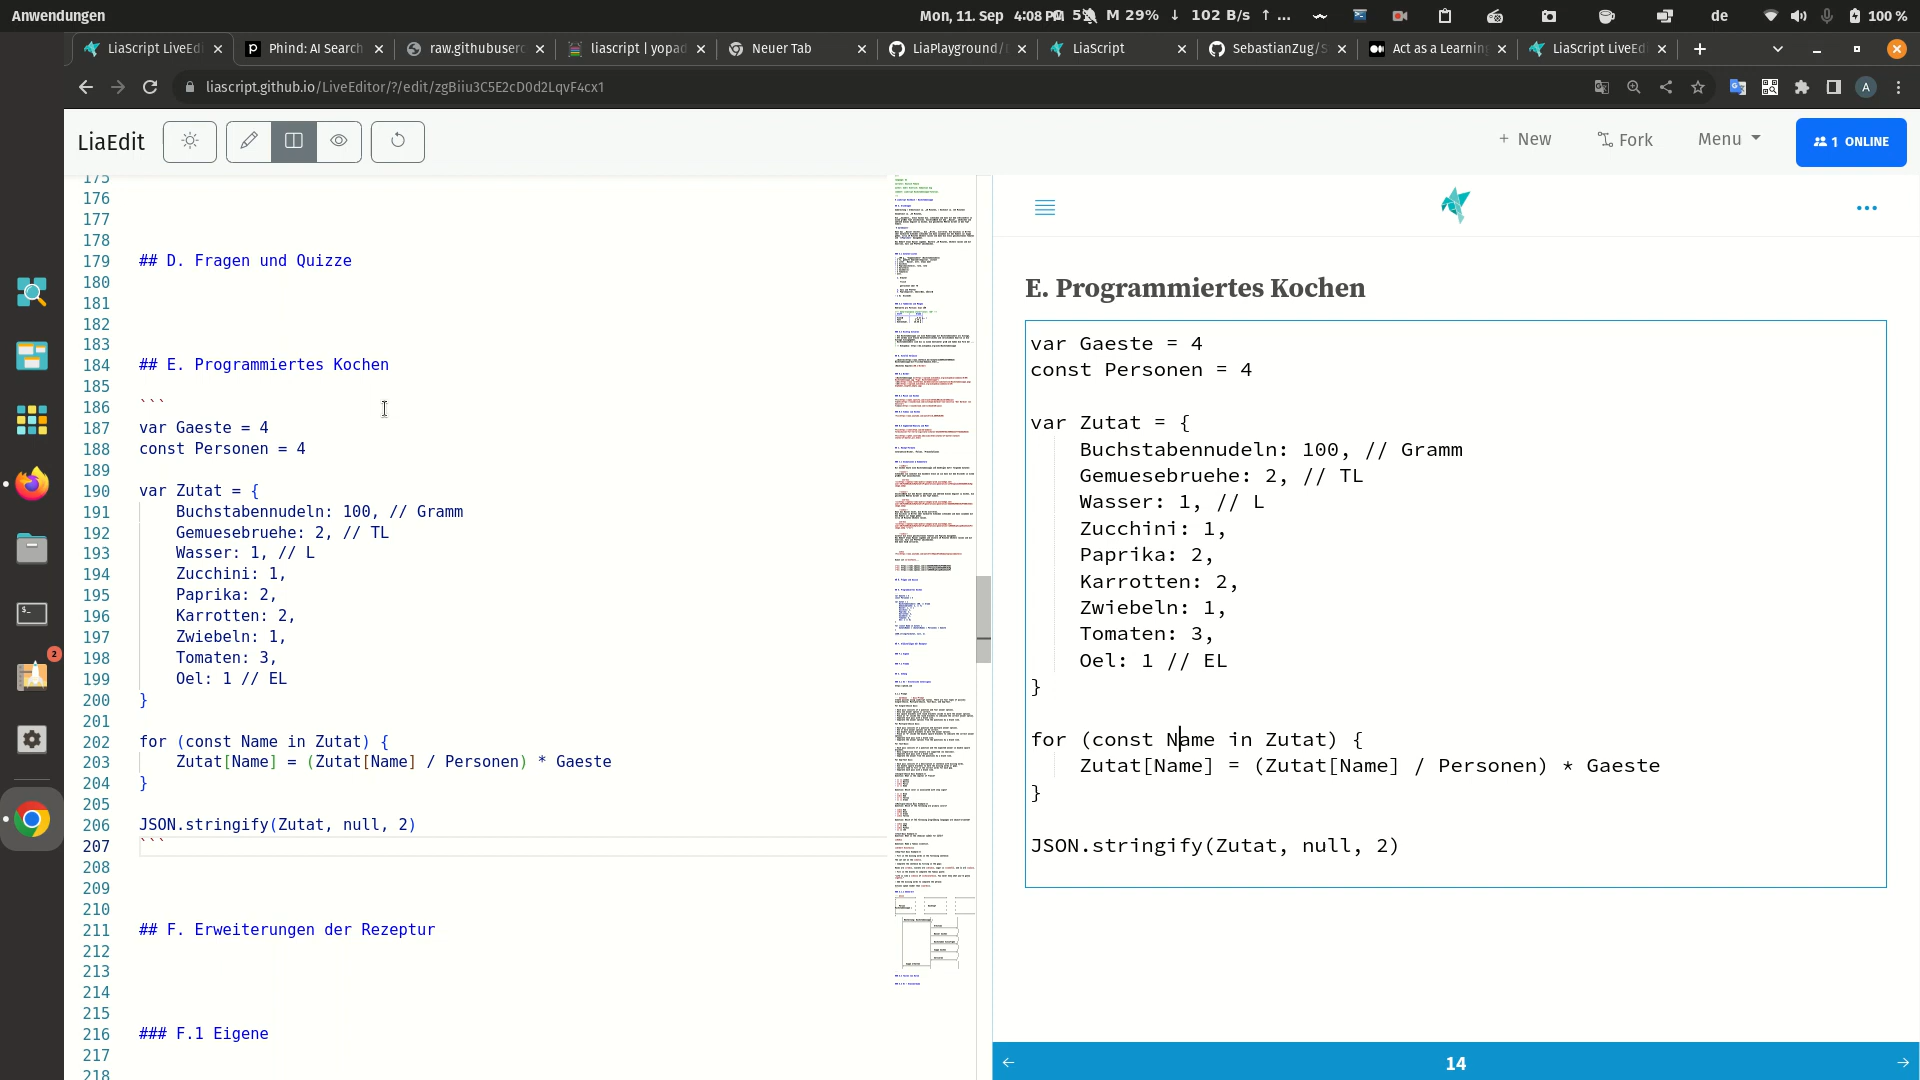 Anwendungen
Mon, 11. Sep 4:08 PM
M 29% ↓ 102 B/s ↑ ...
de
100 %
LiaScript LiveEdi
Phind: AI Search
raw.githubuserc
liascript | yopad
Neuer Tab
LiaPlayground/
LiaScript
SebastianZug/S
Act as a Learning
LiaScript LiveEdi
liascript.github.io/LiveEditor/?/edit/zgBiiu3C5E2cD0d2LqvF4cx1
A
LiaEdit
+ New
Fork
Menu
1 ONLINE
175
176
177
178
179 ## D. Fragen und Quizze
180
181
182
183
184 ## E. Programmiertes Kochen
185
186 ```
187 var Gaeste = 4
188 const Personen = 4
189
190 var Zutat = {
191 Buchstabennudeln: 100, // Gramm
192 Gemuesebruehe: 2, // TL
193 Wasser: 1, // L
194 Zucchini: 1,
195 Paprika: 2,
196 Karrotten: 2,
197 Zwiebeln: 1,
198 Tomaten: 3,
199 Oel: 1 // EL
200 }
201
202 for (const Name in Zutat) {
203 Zutat[Name] = (Zutat[Name] / Personen) * Gaeste
204 }
205
206 JSON.stringify(Zutat, null, 2)
207 ```
208
209
210
211 ## F. Erweiterungen der Rezeptur
212
213
214
215
216 ### F.1 Eigene
217
218
E. Programmiertes Kochen
var Gaeste = 4
const Personen = 4
var Zutat = {
Buchstabennudeln: 100, // Gramm
Gemuesebruehe: 2, // TL
Wasser: 1, // L
Zucchini: 1,
Paprika: 2,
Karrotten: 2,
Zwiebeln: 1,
Tomaten: 3,
Oel: 1 // EL
}
for (const Name in Zutat) {
Zutat[Name] = (Zutat[Name] / Personen) * Gaeste
}
JSON.stringify(Zutat, null, 2)
← 14 →
2